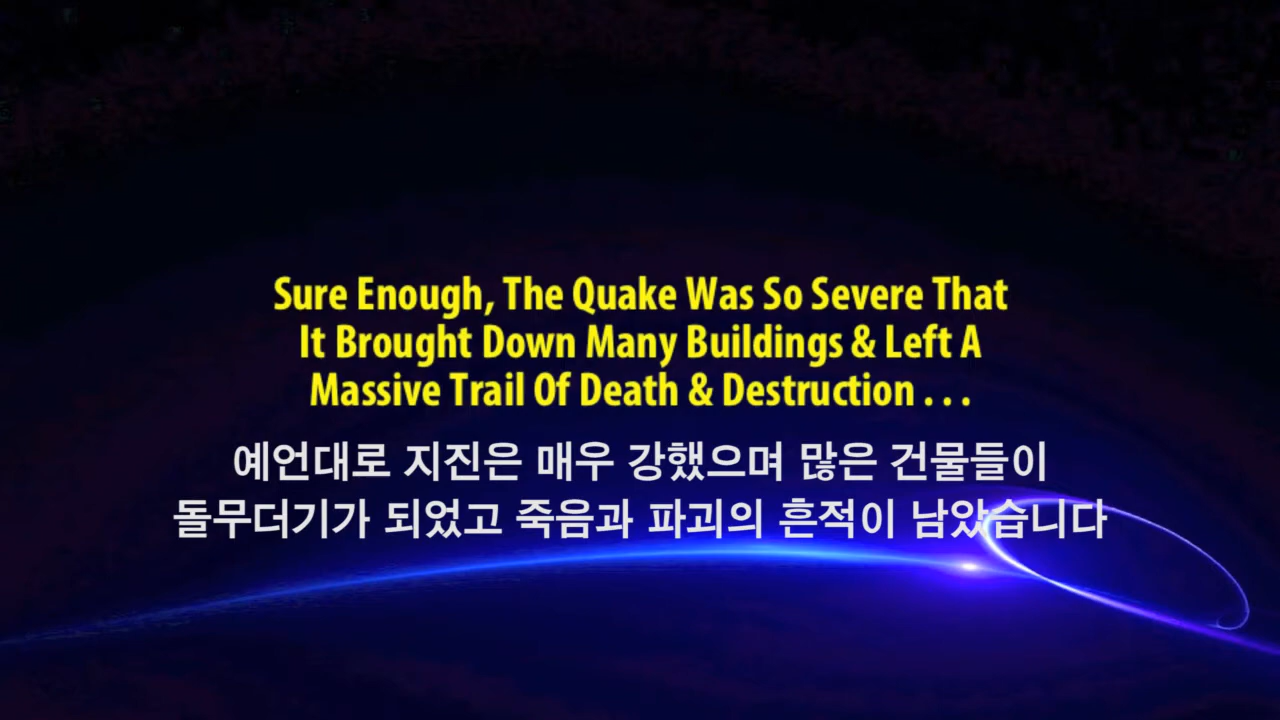 Sure Enough, The Quake Was So Severe That
It Brought Down Many Buildings & Left A
Massive Trail Of Death & Destruction . . .
예언대로 지진은 매우 강했으며 많은 건물들이
돌무더기가 되었고 죽음과 파괴의 흔적이 남았습니다